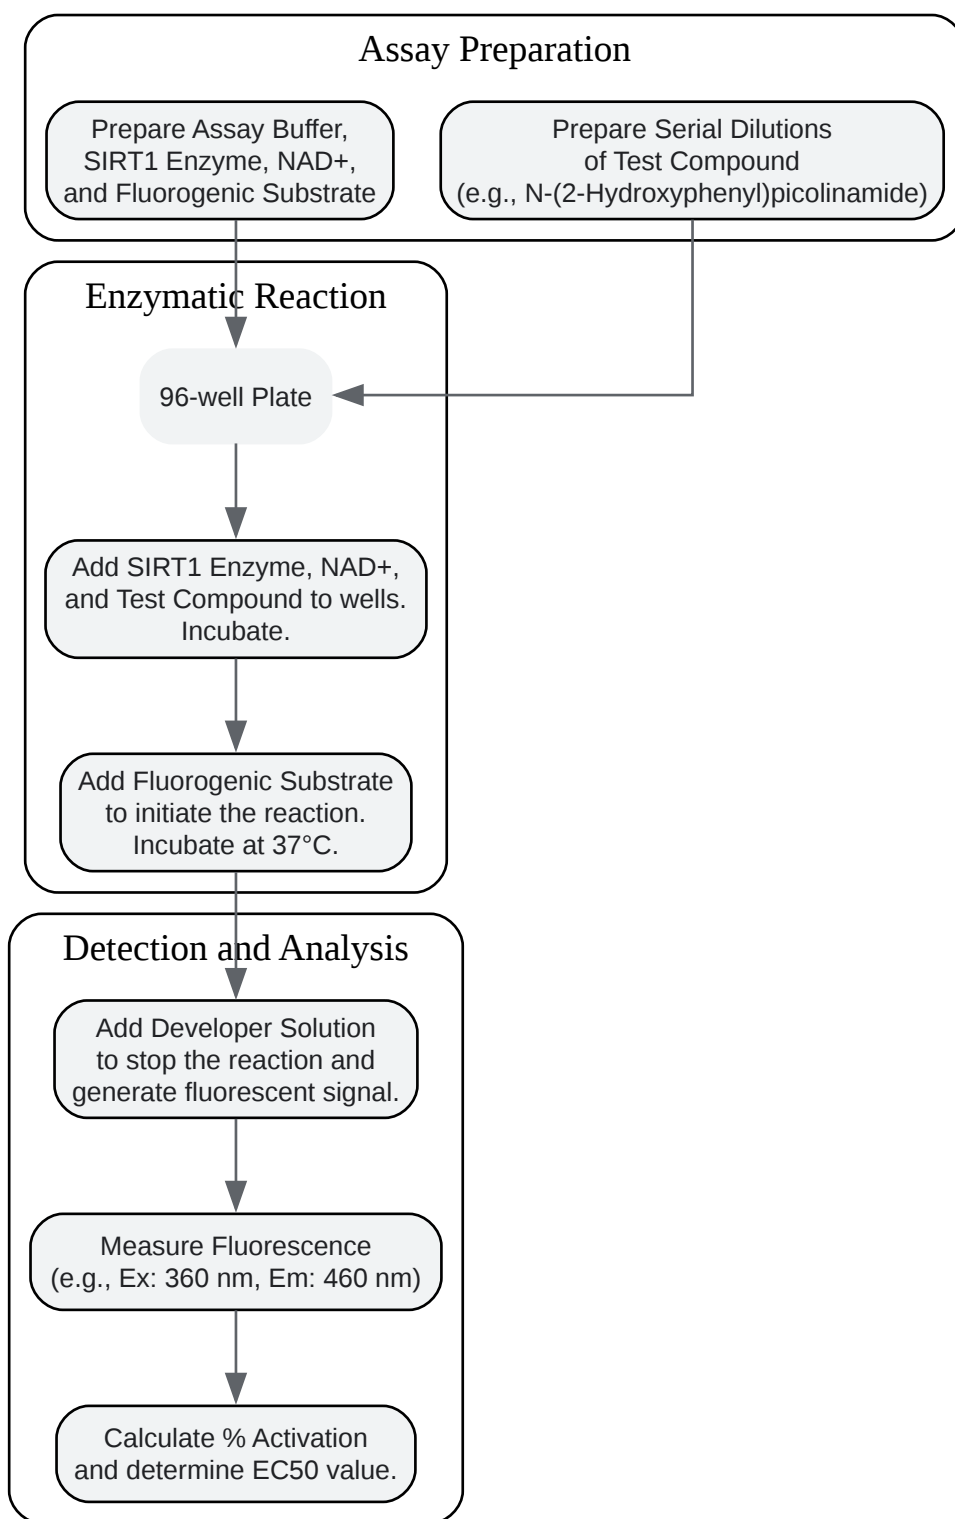 Assay Preparation
Prepare Assay Buffer,
SIRT1 Enzyme, NAD+,
and Fluorogenic Substrate
Prepare Serial Dilutions
of Test Compound
(e.g., N-(2-Hydroxyphenyl)picolinamide)
Enzymatic Reaction
96-well Plate
Add SIRT1 Enzyme, NAD+,
and Test Compound to wells.
Incubate.
Add Fluorogenic Substrate
to initiate the reaction.
Incubate at 37°C.
Detection and Analysis
Add Developer Solution
to stop the reaction and
generate fluorescent signal.
Measure Fluorescence
(e.g., Ex: 360 nm, Em: 460 nm)
Calculate % Activation
and determine EC50 value.